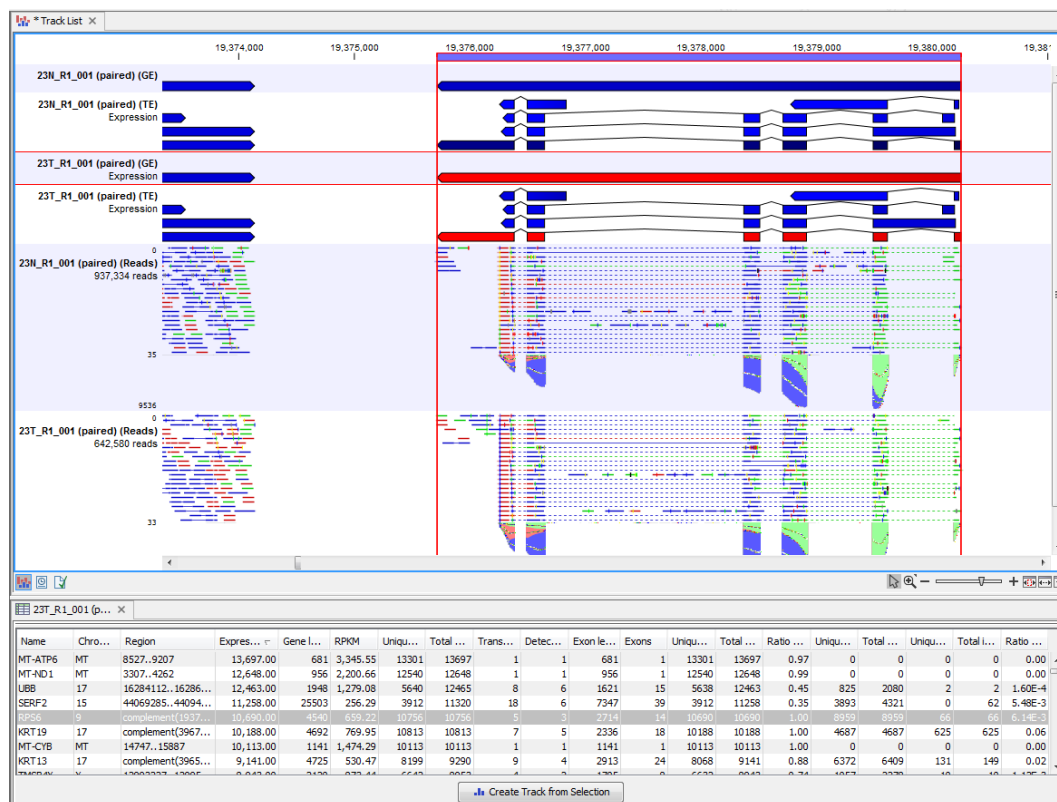 * Track List
19,374,000 19,375,000 19,376,000 19,377,000 19,378,000 19,379,000 19,380,000 19,381
23N_R1_001 (paired) (GE)
23N_R1_001 (paired) (TE)
Expression
23T_R1_001 (paired) (GE)
Expression
23T_R1_001 (paired) (TE)
Expression
0
23N_R1_001 (paired) (Reads)
937,334 reads
35
9536
0
23T_R1_001 (paired) (Reads)
642,580 reads
33
23T_R1_001 (p...
Name Chro... Region Expres... Gene l... RPKM Uniqu... Total ... Trans... Detec... Exon le... Exons Uniqu... Total ... Ratio ... Uniqu... Total ... Uniqu... Total i... Ratio ...
MT-ATP6 MT 8527..9207 13,697.00 681 3,345.55 13301 13697 1 1 681 1 13301 13697 0.97 0 0 0 0 0.00
MT-ND1 MT 3307..4262 12,648.00 956 2,200.66 12540 12648 1 1 956 1 12540 12648 0.99 0 0 0 0 0.00
UBB 17 16284112..16286... 12,463.00 1948 1,279.08 5640 12465 8 6 1621 15 5638 12463 0.45 825 2080 2 2 1.60E-4
SERF2 15 44069285..44094... 11,258.00 25503 256.29 3912 11320 18 6 7347 39 3912 11258 0.35 3893 4321 0 62 5.48E-3
RPS6 9 complement(1937... 10,690.00 4540 659.22 10756 10756 5 3 2714 14 10690 10690 1.00 8959 8959 66 66 6.14E-3
KRT19 17 complement(3967... 10,188.00 4692 769.95 10813 10813 7 5 2336 18 10188 10188 1.00 4687 4687 625 625 0.06
MT-CYB MT 14747..15887 10,113.00 1141 1,474.29 10113 10113 1 1 1141 1 10113 10113 1.00 0 0 0 0 0.00
KRT13 17 complement(3965... 9,141.00 4725 530.47 8199 9290 9 4 2913 24 8068 9141 0.88 6372 6409 131 149 0.02
Create Track from Selection